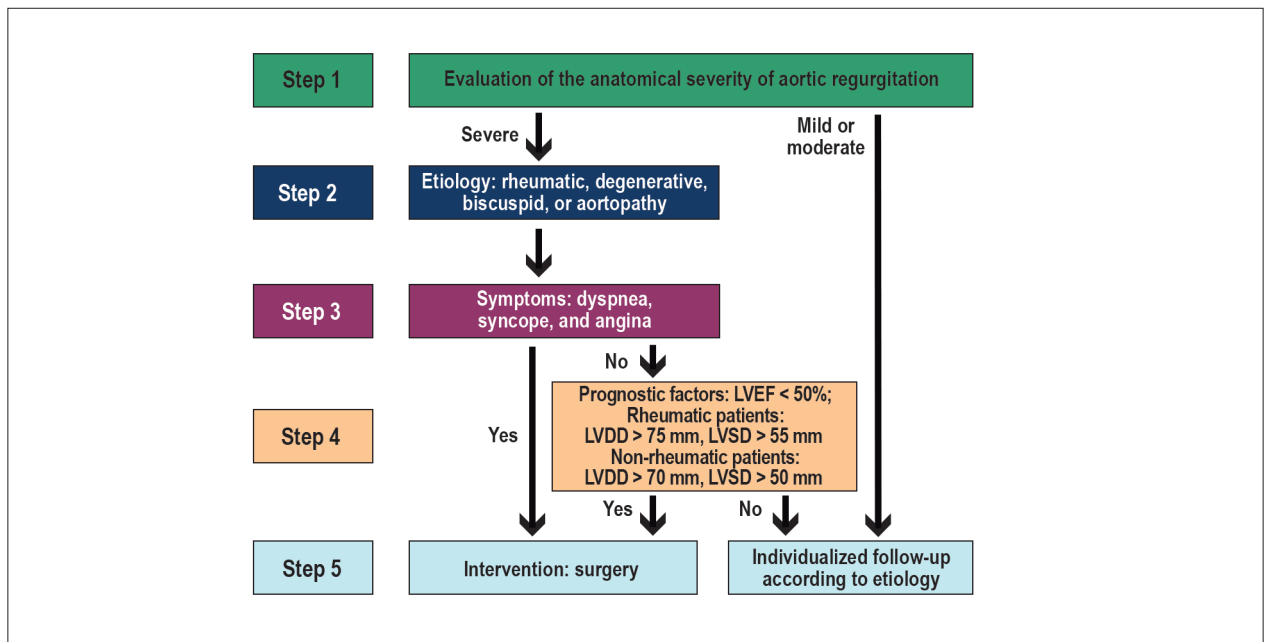 Step 1
Evaluation of the anatomical severity of aortic regurgitation
Severe
Mild or
moderate
Step 2
Etiology: rheumatic, degenerative,
biscuspid, or aortopathy
Step 3
Symptoms: dyspnea,
syncope, and angina
No
Step 4
Prognostic factors: LVEF < 50%;
Rheumatic patients:
LVDD > 75 mm, LVSD > 55 mm
Non-rheumatic patients:
LVDD > 70 mm, LVSD > 50 mm
Yes
Yes
No
Step 5
Intervention: surgery
Individualized follow-up
according to etiology